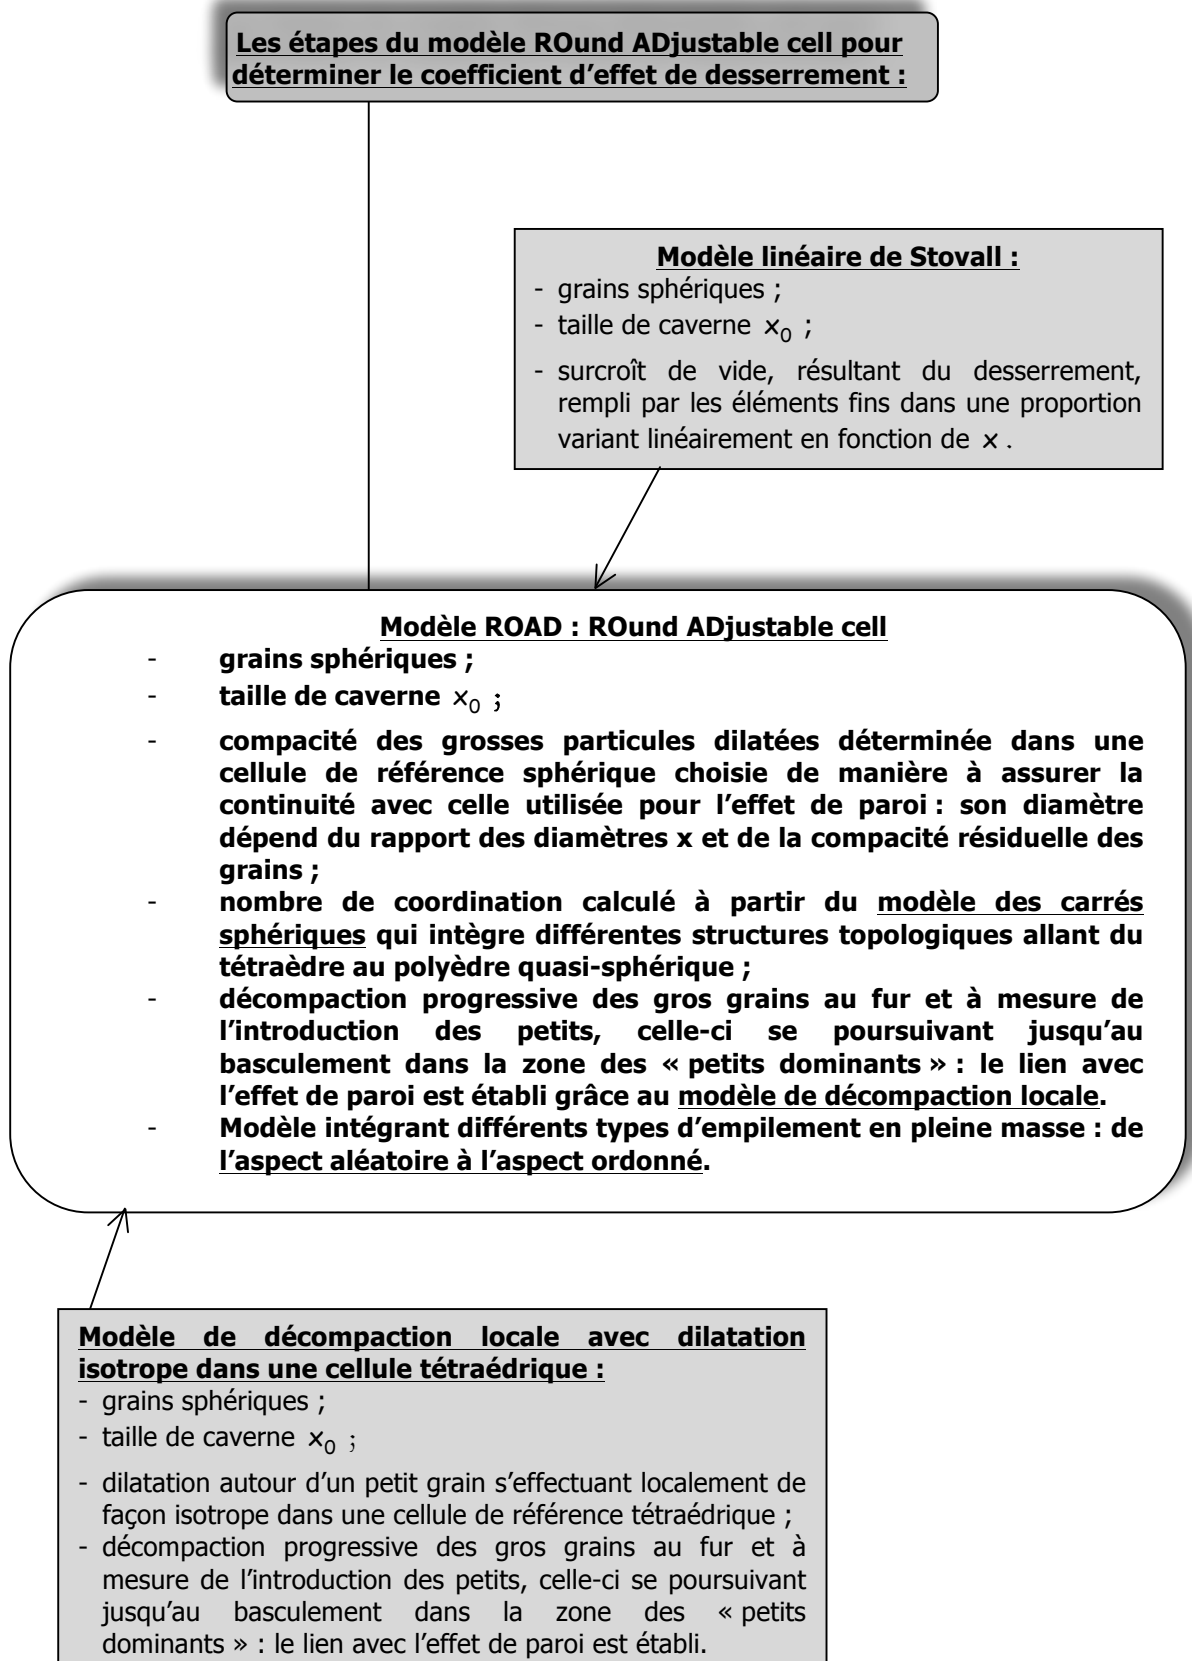 Les étapes du modèle ROund ADjustable cell pour
déterminer le coefficient d’effet de desserrement :
Modèle linéaire de Stovall :
- grains sphériques ;
- taille de caverne x₀ ;
- surcroît de vide, résultant du desserrement,
rempli par les éléments fins dans une proportion
variant linéairement en fonction de x .
Modèle ROAD : ROund ADjustable cell
- grains sphériques ;
- taille de caverne x₀ ;
- compacité des grosses particules dilatées déterminée dans une
cellule de référence sphérique choisie de manière à assurer la
continuité avec celle utilisée pour l’effet de paroi : son diamètre
dépend du rapport des diamètres x et de la compacité résiduelle des
grains ;
- nombre de coordination calculé à partir du modèle des carrés
sphériques qui intègre différentes structures topologiques allant du
tétraèdre au polyèdre quasi-sphérique ;
- décompaction progressive des gros grains au fur et à mesure de
l’introduction des petits, celle-ci se poursuivant jusqu’au
basculement dans la zone des « petits dominants » : le lien avec
l’effet de paroi est établi grâce au modèle de décompaction locale.
- Modèle intégrant différents types d’empilement en pleine masse : de
l’aspect aléatoire à l’aspect ordonné.
Modèle de décompaction locale avec dilatation
isotrope dans une cellule tétraédrique :
- grains sphériques ;
- taille de caverne x₀ ;
- dilatation autour d’un petit grain s’effectuant localement de
façon isotrope dans une cellule de référence tétraédrique ;
- décompaction progressive des gros grains au fur et à
mesure de l’introduction des petits, celle-ci se poursuivant
jusqu’au basculement dans la zone des « petits
dominants » : le lien avec l’effet de paroi est établi.